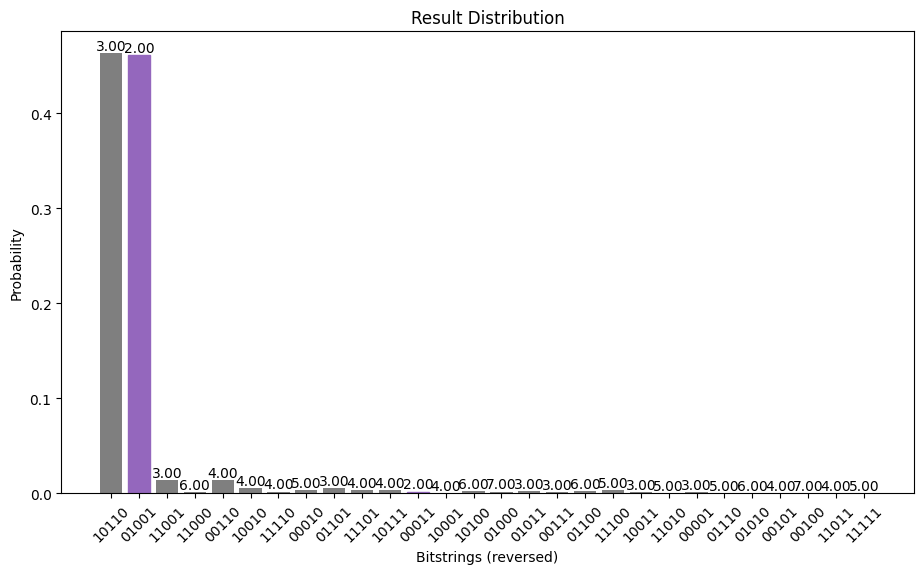 Result Distribution
Probability
0.4
0.3
0.2
0.1
0.0
3.00 2.00 3.00 6.00 4.00 4.00 4.00 5.00 3.00 4.00 4.00 2.00 4.00 6.00 7.00 3.00 3.00 6.00 5.00 3.00 5.00 3.00 5.00 6.00 4.00 7.00 4.00 5.00
10110 01001 11001 11000 00110 10010 11110 00010 01101 11101 10111 00011 10001 10100 01000 01011 00111 01100 11100 10011 11010 00001 01110 01010 00101 00100 11011 11111
Bitstrings (reversed)